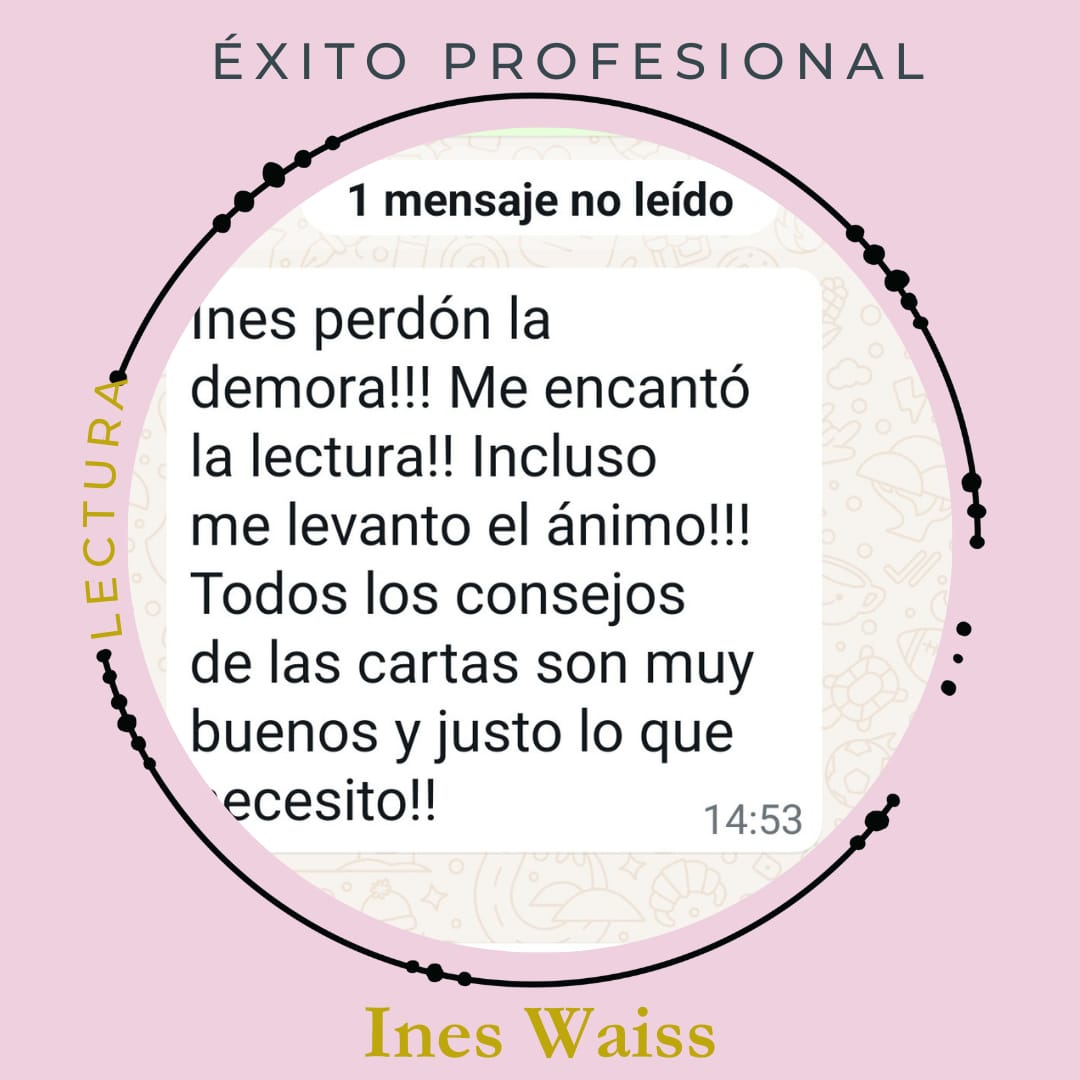 ÉXITO PROFESIONAL
1 mensaje no leído
Ines perdón la
demora!!! Me encantó
la lectura!! Incluso
me levanto el ánimo!!!
Todos los consejos
de las cartas son muy
buenos y justo lo que
necesito!!
14:53
LECTURA
Ines Waiss